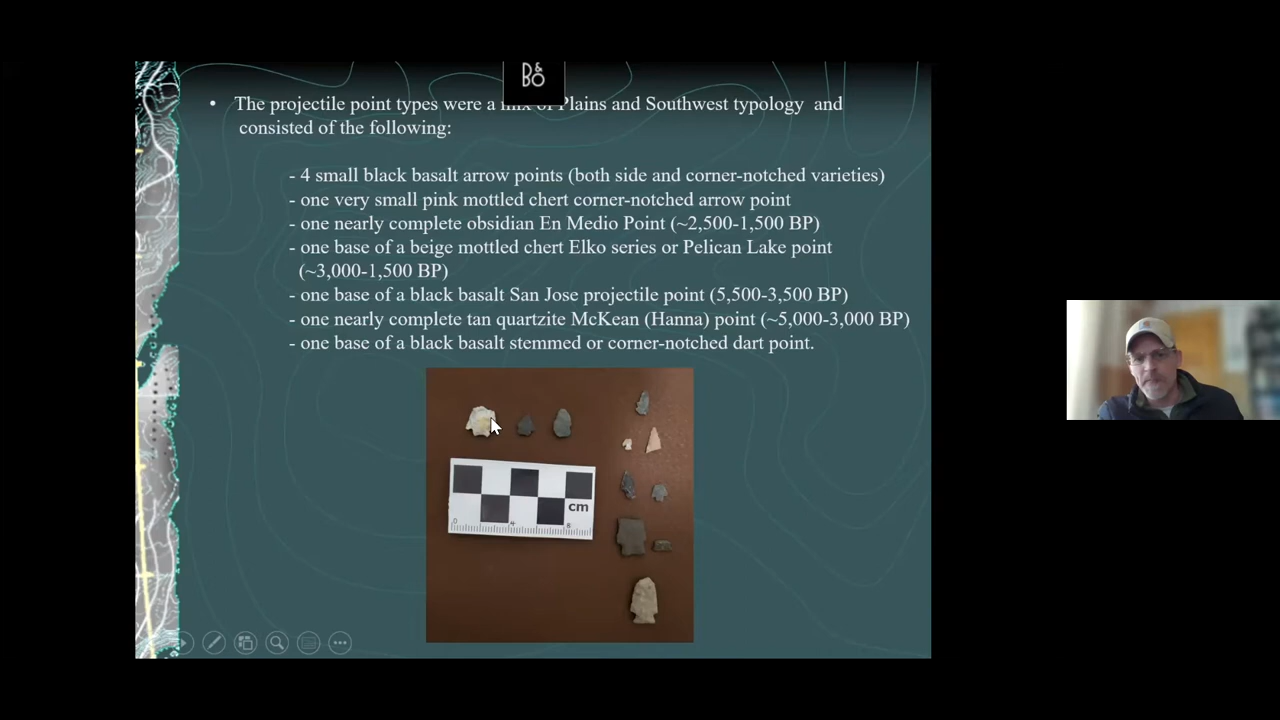 B&O
• The projectile point types were a mix of Plains and Southwest typology and
consisted of the following:
- 4 small black basalt arrow points (both side and corner-notched varieties)
- one very small pink mottled chert corner-notched arrow point
- one nearly complete obsidian En Medio Point (~2,500-1,500 BP)
- one base of a beige mottled chert Elko series or Pelican Lake point
(~3,000-1,500 BP)
- one base of a black basalt San Jose projectile point (5,500-3,500 BP)
- one nearly complete tan quartzite McKean (Hanna) point (~5,000-3,000 BP)
- one base of a black basalt stemmed or corner-notched dart point.
cm
0 4 8